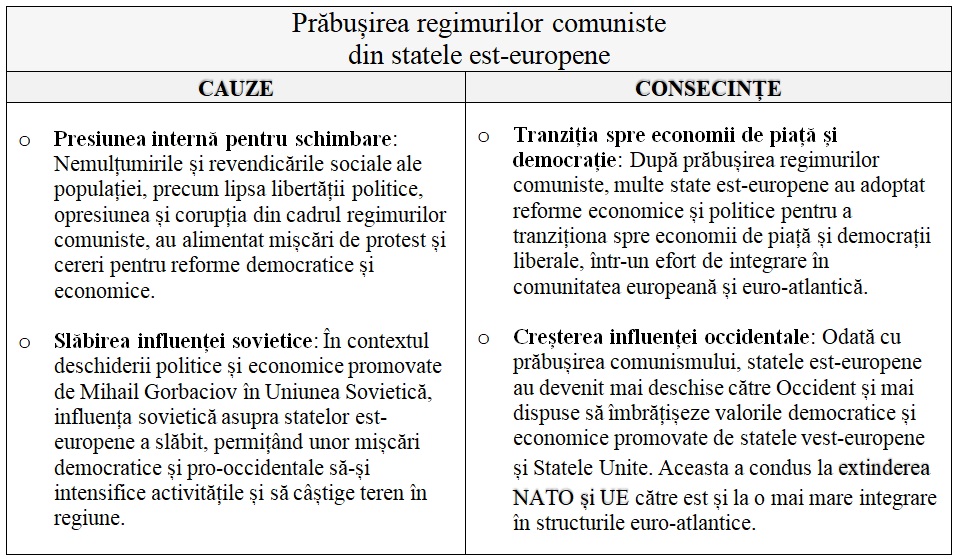 Prăbușirea regimurilor comuniste
din statele est-europene
CAUZE
CONSECINȚE
o Presiunea internă pentru schimbare:
Nemulțumirile și revendicările sociale ale
populației, precum lipsa libertății politice,
opresiunea și corupția din cadrul regimurilor
comuniste, au alimentat mișcări de protest și
cereri pentru reforme democratice și
economice.
o Slăbirea influenței sovietice: În contextul
deschiderii politice și economice promovate
de Mihail Gorbaciov în Uniunea Sovietică,
influența sovietică asupra statelor est-
europene a slăbit, permițând unor mișcări
democratice și pro-occidentale să-și
intensifice activitățile și să câștige teren în
regiune.
o Tranziția spre economii de piață și
democrație: După prăbușirea regimurilor
comuniste, multe state est-europene au adoptat
reforme economice și politice pentru a
tranziționa spre economii de piață și democrații
liberale, într-un efort de integrare în
comunitatea europeană și euro-atlantică.
o Creșterea influenței occidentale: Odată cu
prăbușirea comunismului, statele est-europene
au devenit mai deschise către Occident și mai
dispuse să îmbrățișeze valorile democratice și
economice promovate de statele vest-europene
și Statele Unite. Aceasta a condus la extinderea
NATO și UE către est și la o mai mare integrare
în structurile euro-atlantice.